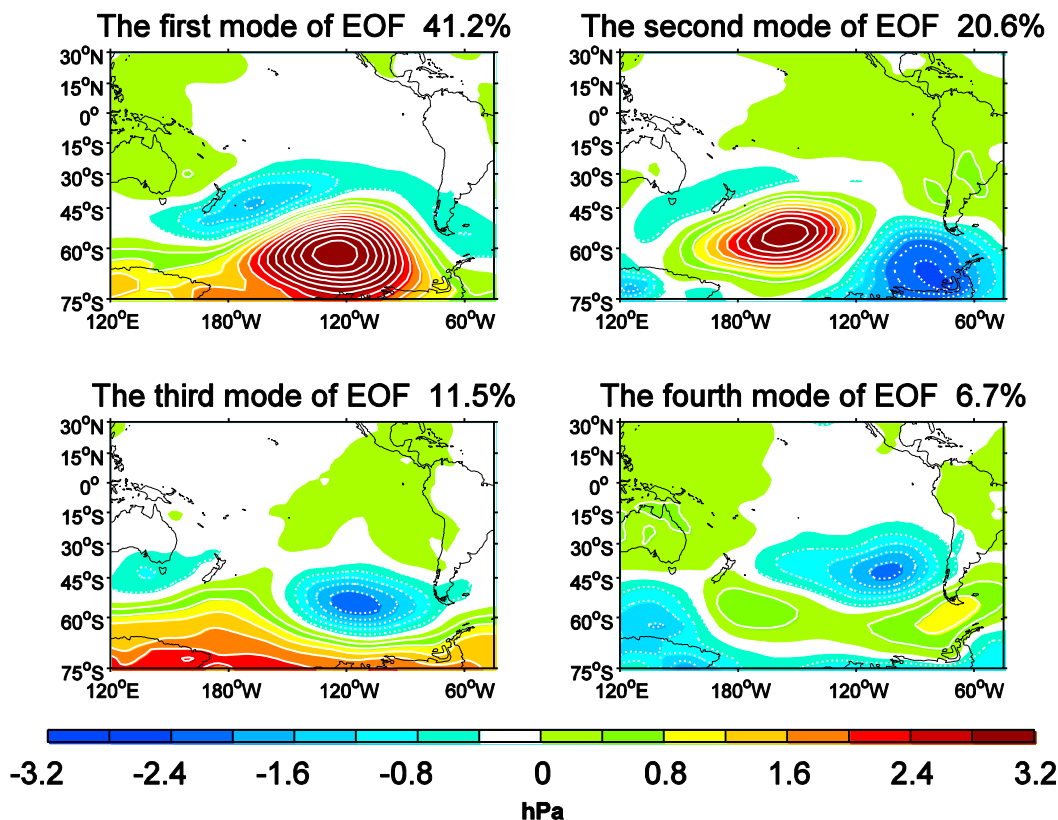 The first mode of EOF 41.2%
30°N
15°N
0°
15°S
30°S
45°S
60°S
75°S
120°E 180°W 120°W 60°W
The second mode of EOF 20.6%
30°N
15°N
0°
15°S
30°S
45°S
60°S
75°S
120°E 180°W 120°W 60°W
The third mode of EOF 11.5%
30°N
15°N
0°
15°S
30°S
45°S
60°S
75°S
120°E 180°W 120°W 60°W
The fourth mode of EOF 6.7%
30°N
15°N
0°
15°S
30°S
45°S
60°S
75°S
120°E 180°W 120°W 60°W
-3.2 -2.4 -1.6 -0.8 0 0.8 1.6 2.4 3.2
hPa